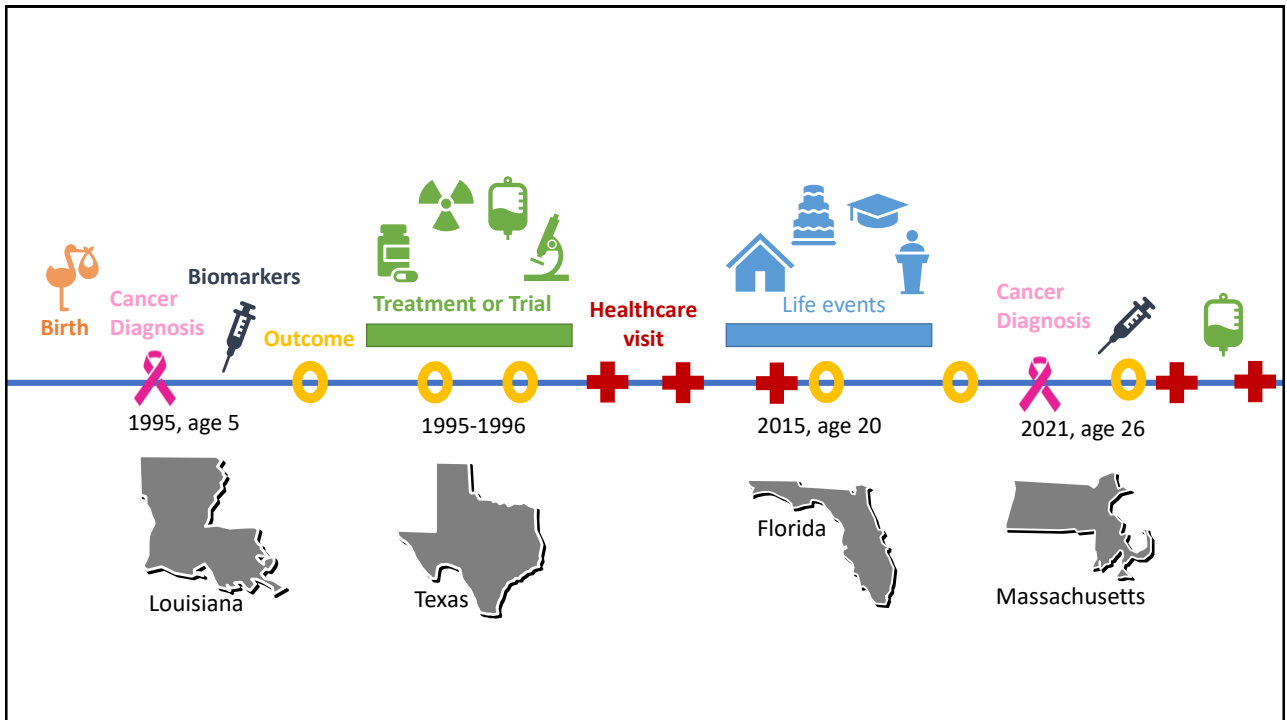 Birth
Cancer
Diagnosis
Biomarkers
Outcome
Treatment or Trial
Healthcare
visit
Life events
Cancer
Diagnosis
1995, age 5
1995-1996
2015, age 20
2021, age 26
Louisiana
Texas
Florida
Massachusetts